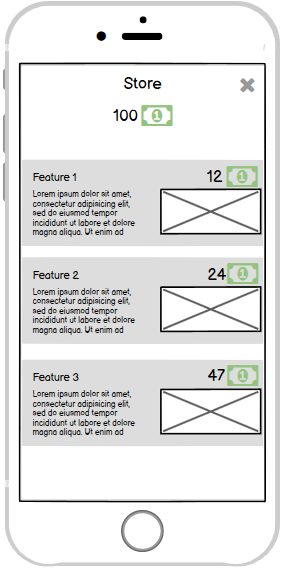 Store
100 1
Feature 1 12 1
Lorem ipsum dolor sit amet,
consectetur adipisicing elit,
sed do eiusmod tempor
incididunt ut labore et dolore
magna aliqua. Ut enim ad
Feature 2 24 1
Lorem ipsum dolor sit amet,
consectetur adipisicing elit,
sed do eiusmod tempor
incididunt ut labore et dolore
magna aliqua. Ut enim ad
Feature 3 47 1
Lorem ipsum dolor sit amet,
consectetur adipisicing elit,
sed do eiusmod tempor
incididunt ut labore et dolore
magna aliqua. Ut enim ad